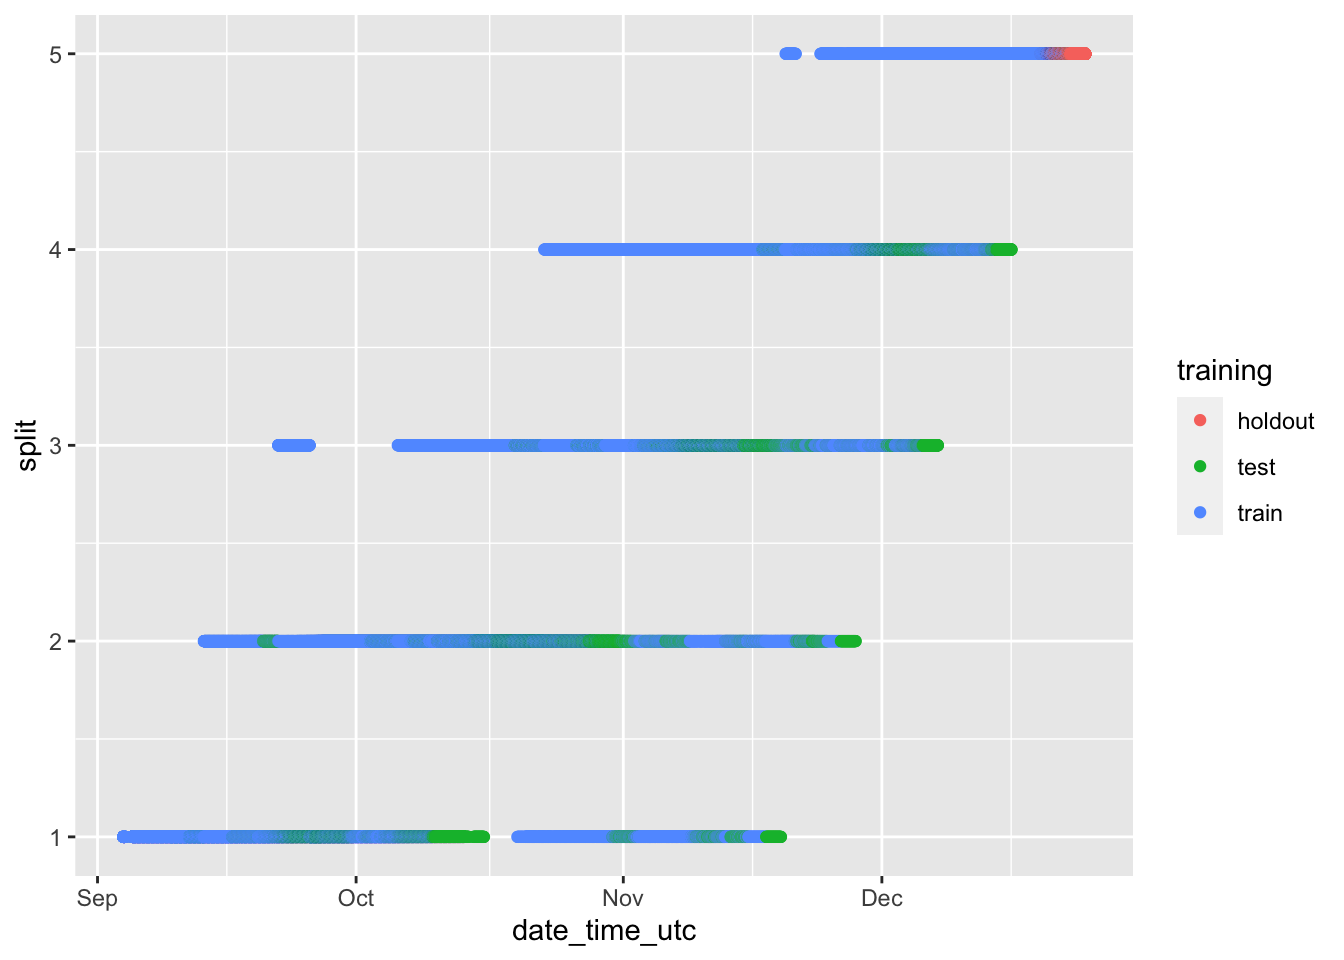 5
4
3
2
1
split
Sep Oct Nov Dec
date_time_utc
training
holdout
test
train